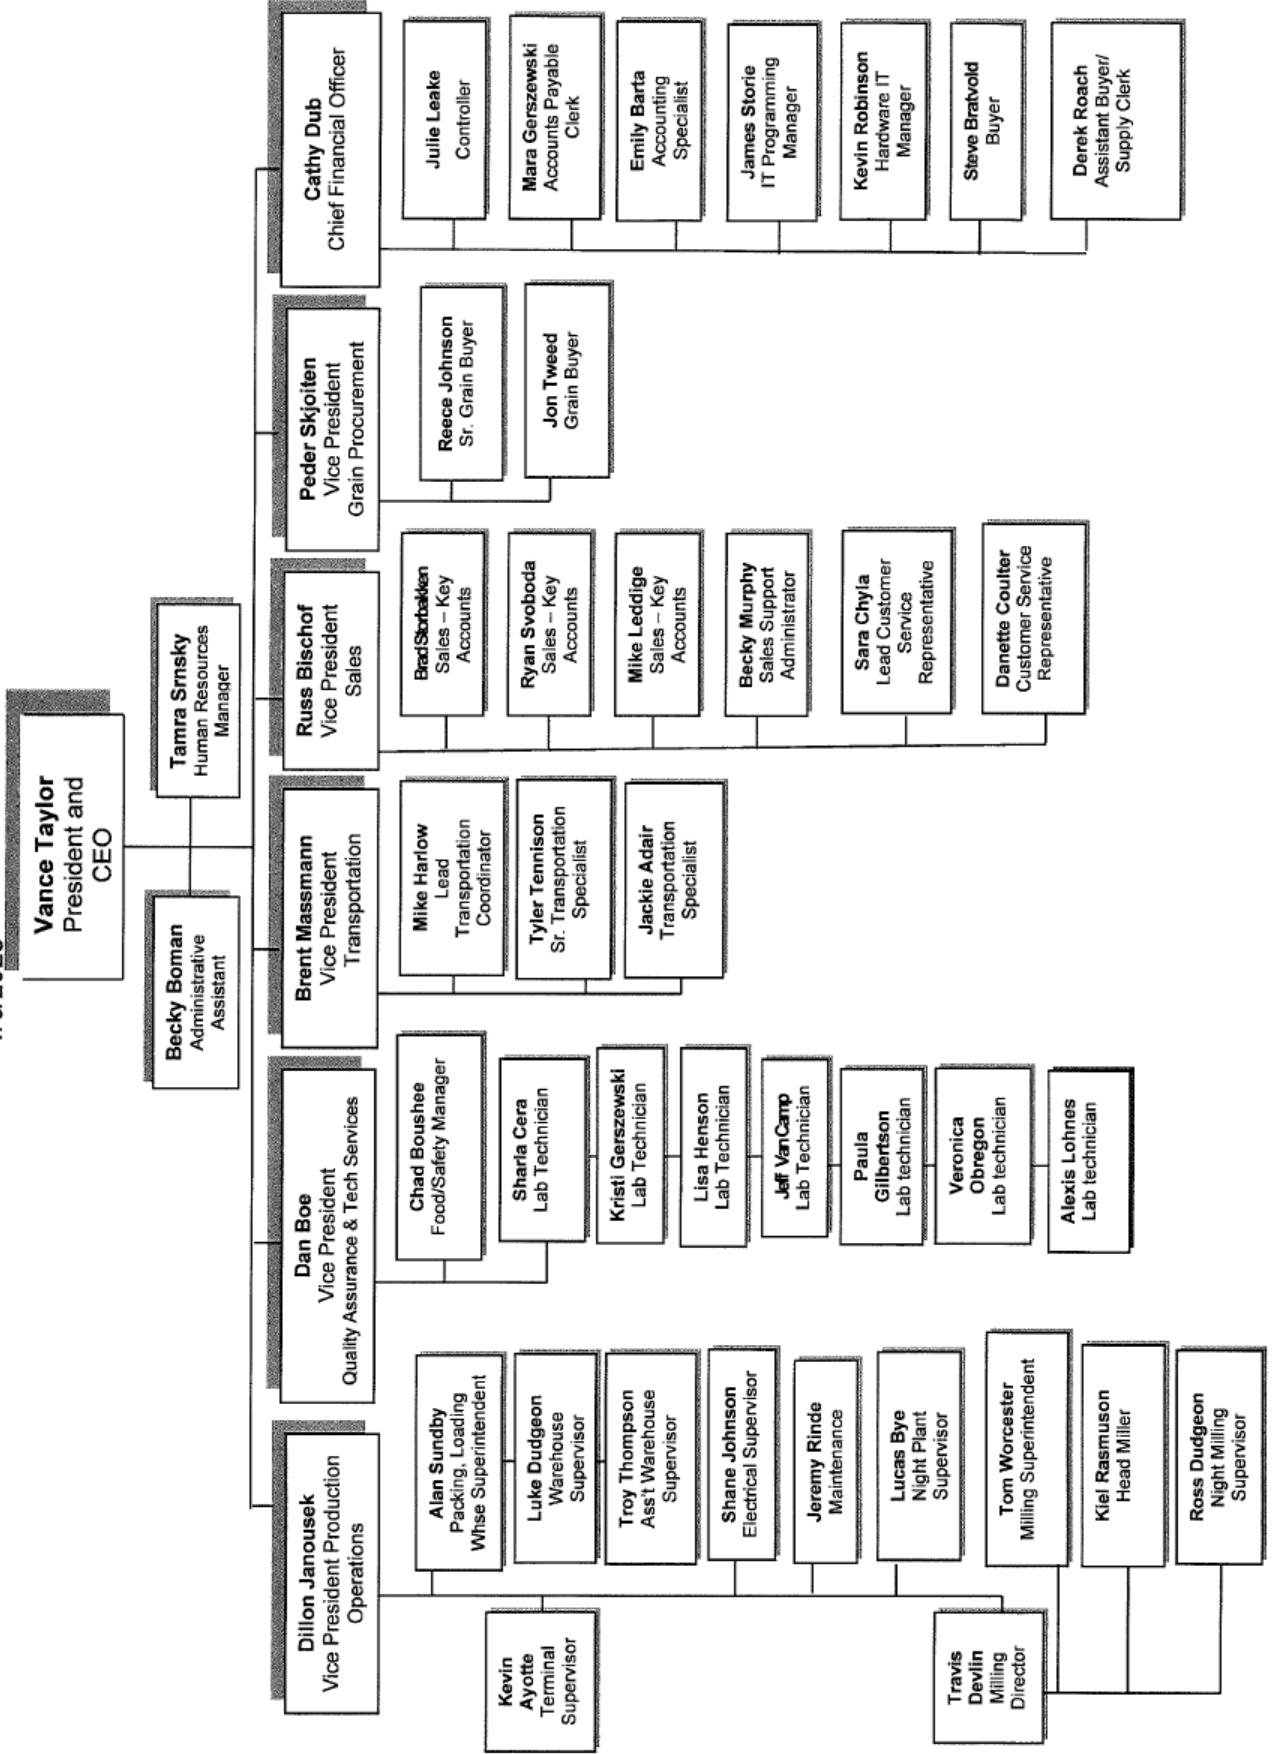 Vance Taylor
President and
CEO
Becky Boman
Administrative
Assistant
Tamra Srnsky
Human Resources
Manager
Dillon Janousek
Vice President Production
Operations
Dan Boe
Vice President
Quality Assurance & Tech Services
Brent Massmann
Vice President
Transportation
Russ Bischof
Vice President
Sales
Peder Skjoiten
Vice President
Grain Procurement
Cathy Dub
Chief Financial Officer
Alan Sundby
Packing, Loading
Whse Superintendent
Kevin
Ayotte
Terminal
Supervisor
Luke Dudgeon
Warehouse
Supervisor
Troy Thompson
Ass't Warehouse
Supervisor
Shane Johnson
Electrical Supervisor
Jeremy Rinde
Maintenance
Lucas Bye
Night Plant
Supervisor
Travis
Devlin
Milling
Director
Tom Worcester
Milling Superintendent
Kiel Rasmuson
Head Miller
Ross Dudgeon
Night Milling
Supervisor
Chad Boushee
Food/Safety Manager
Sharla Cera
Lab Technician
Kristi Gerszewski
Lab Technician
Lisa Henson
Lab Technician
Jeff VanCamp
Lab Technician
Paula
Gilbertson
Lab technician
Veronica
Obregon
Lab technician
Alexis Lohnes
Lab technician
Mike Harlow
Lead
Transportation
Coordinator
Tyler Tennison
Sr. Transportation
Specialist
Jackie Adair
Transportation
Specialist
Brad Storbakken
Sales – Key
Accounts
Ryan Svoboda
Sales – Key
Accounts
Mike Leddige
Sales – Key
Accounts
Becky Murphy
Sales Support
Administrator
Sara Chyla
Lead Customer
Service
Representative
Danette Coulter
Customer Service
Representative
Reece Johnson
Sr. Grain Buyer
Jon Tweed
Grain Buyer
Julie Leake
Controller
Mara Gerszewski
Accounts Payable
Clerk
Emily Barta
Accounting
Specialist
James Storie
IT Programming
Manager
Kevin Robinson
Hardware IT
Manager
Steve Bratvold
Buyer
Derek Roach
Assistant Buyer/
Supply Clerk